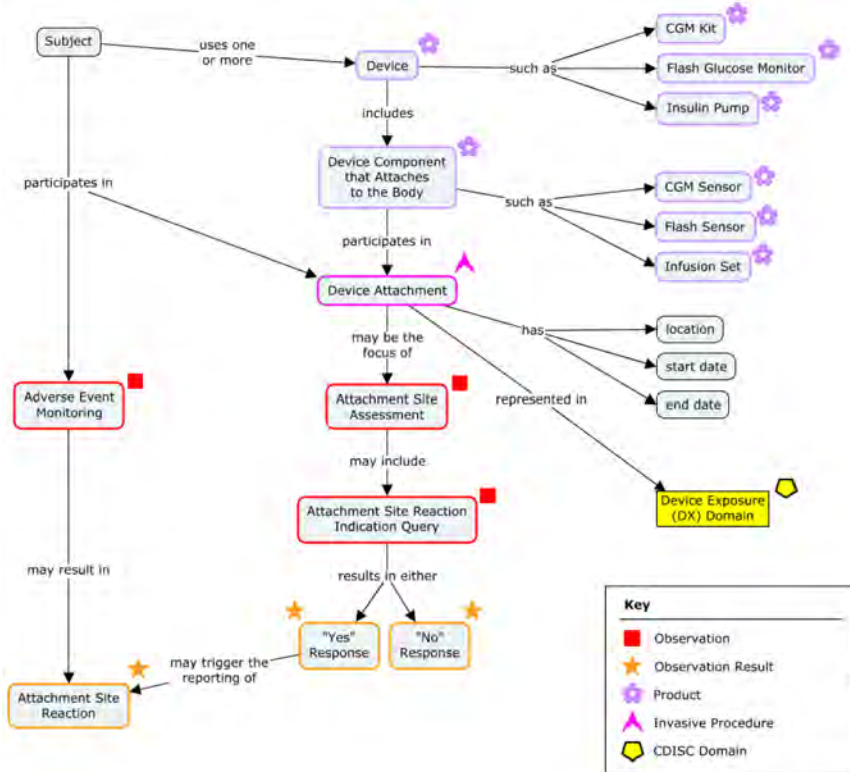 Subject
uses one
or more
Device
such as
CGM Kit
Flash Glucose Monitor
Insulin Pump
includes
Device Component
that Attaches
to the Body
such as
CGM Sensor
Flash Sensor
Infusion Set
participates in
participates in
Device Attachment
has
location
start date
end date
may be the
focus of
represented in
Adverse Event
Monitoring
Attachment Site
Assessment
may include
Device Exposure
(DX) Domain
Attachment Site Reaction
Indication Query
may result in
results in either
"Yes"
Response
"No"
Response
may trigger the
reporting of
Attachment Site
Reaction
Key
Observation
Observation Result
Product
Invasive Procedure
CDISC Domain